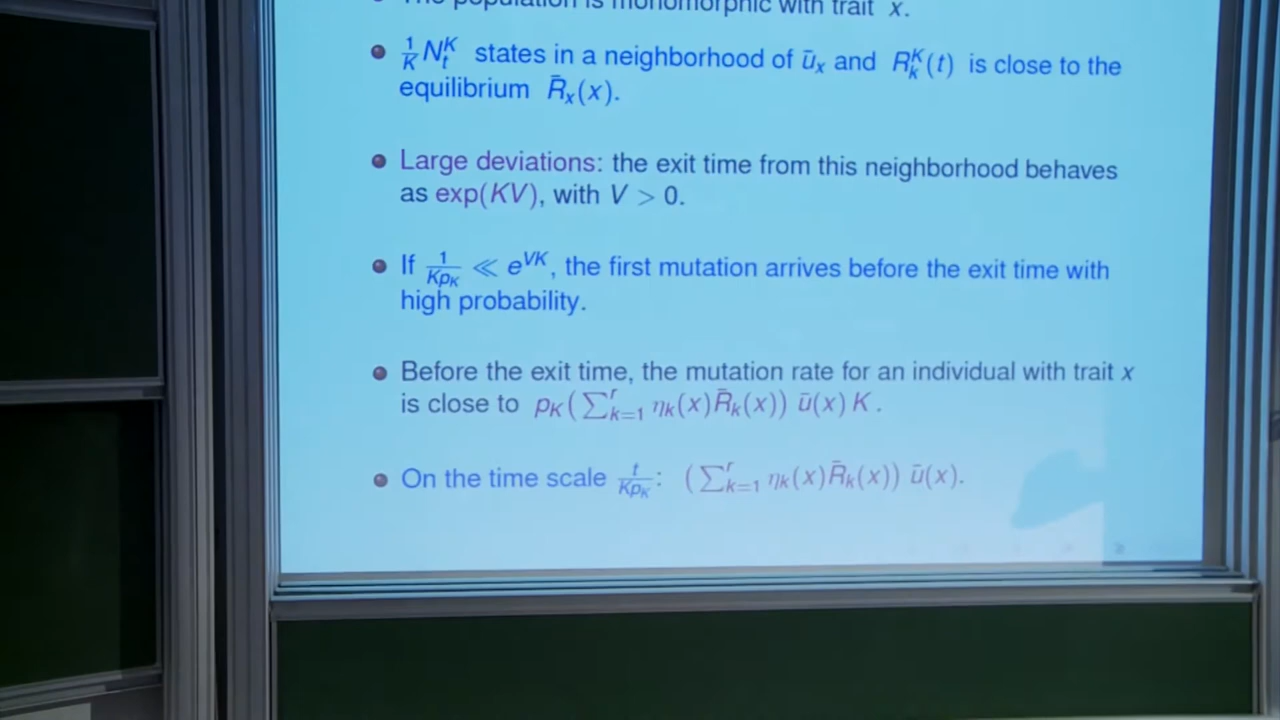 The population is monomorphic with trait x.
1/K N_t^K states in a neighborhood of ū_x and R_k^K(t) is close to the
equilibrium R̄_x(x).
Large deviations: the exit time from this neighborhood behaves
as exp(KV), with V > 0.
If 1/(Kp_K) ≪ e^{VK}, the first mutation arrives before the exit time with
high probability.
Before the exit time, the mutation rate for an individual with trait x
is close to p_K(∑_{k=1}^r η_k(x)R̄_k(x)) ū(x) K.
On the time scale t/(Kp_K): (∑_{k=1}^r η_k(x)R̄_k(x)) ū(x).